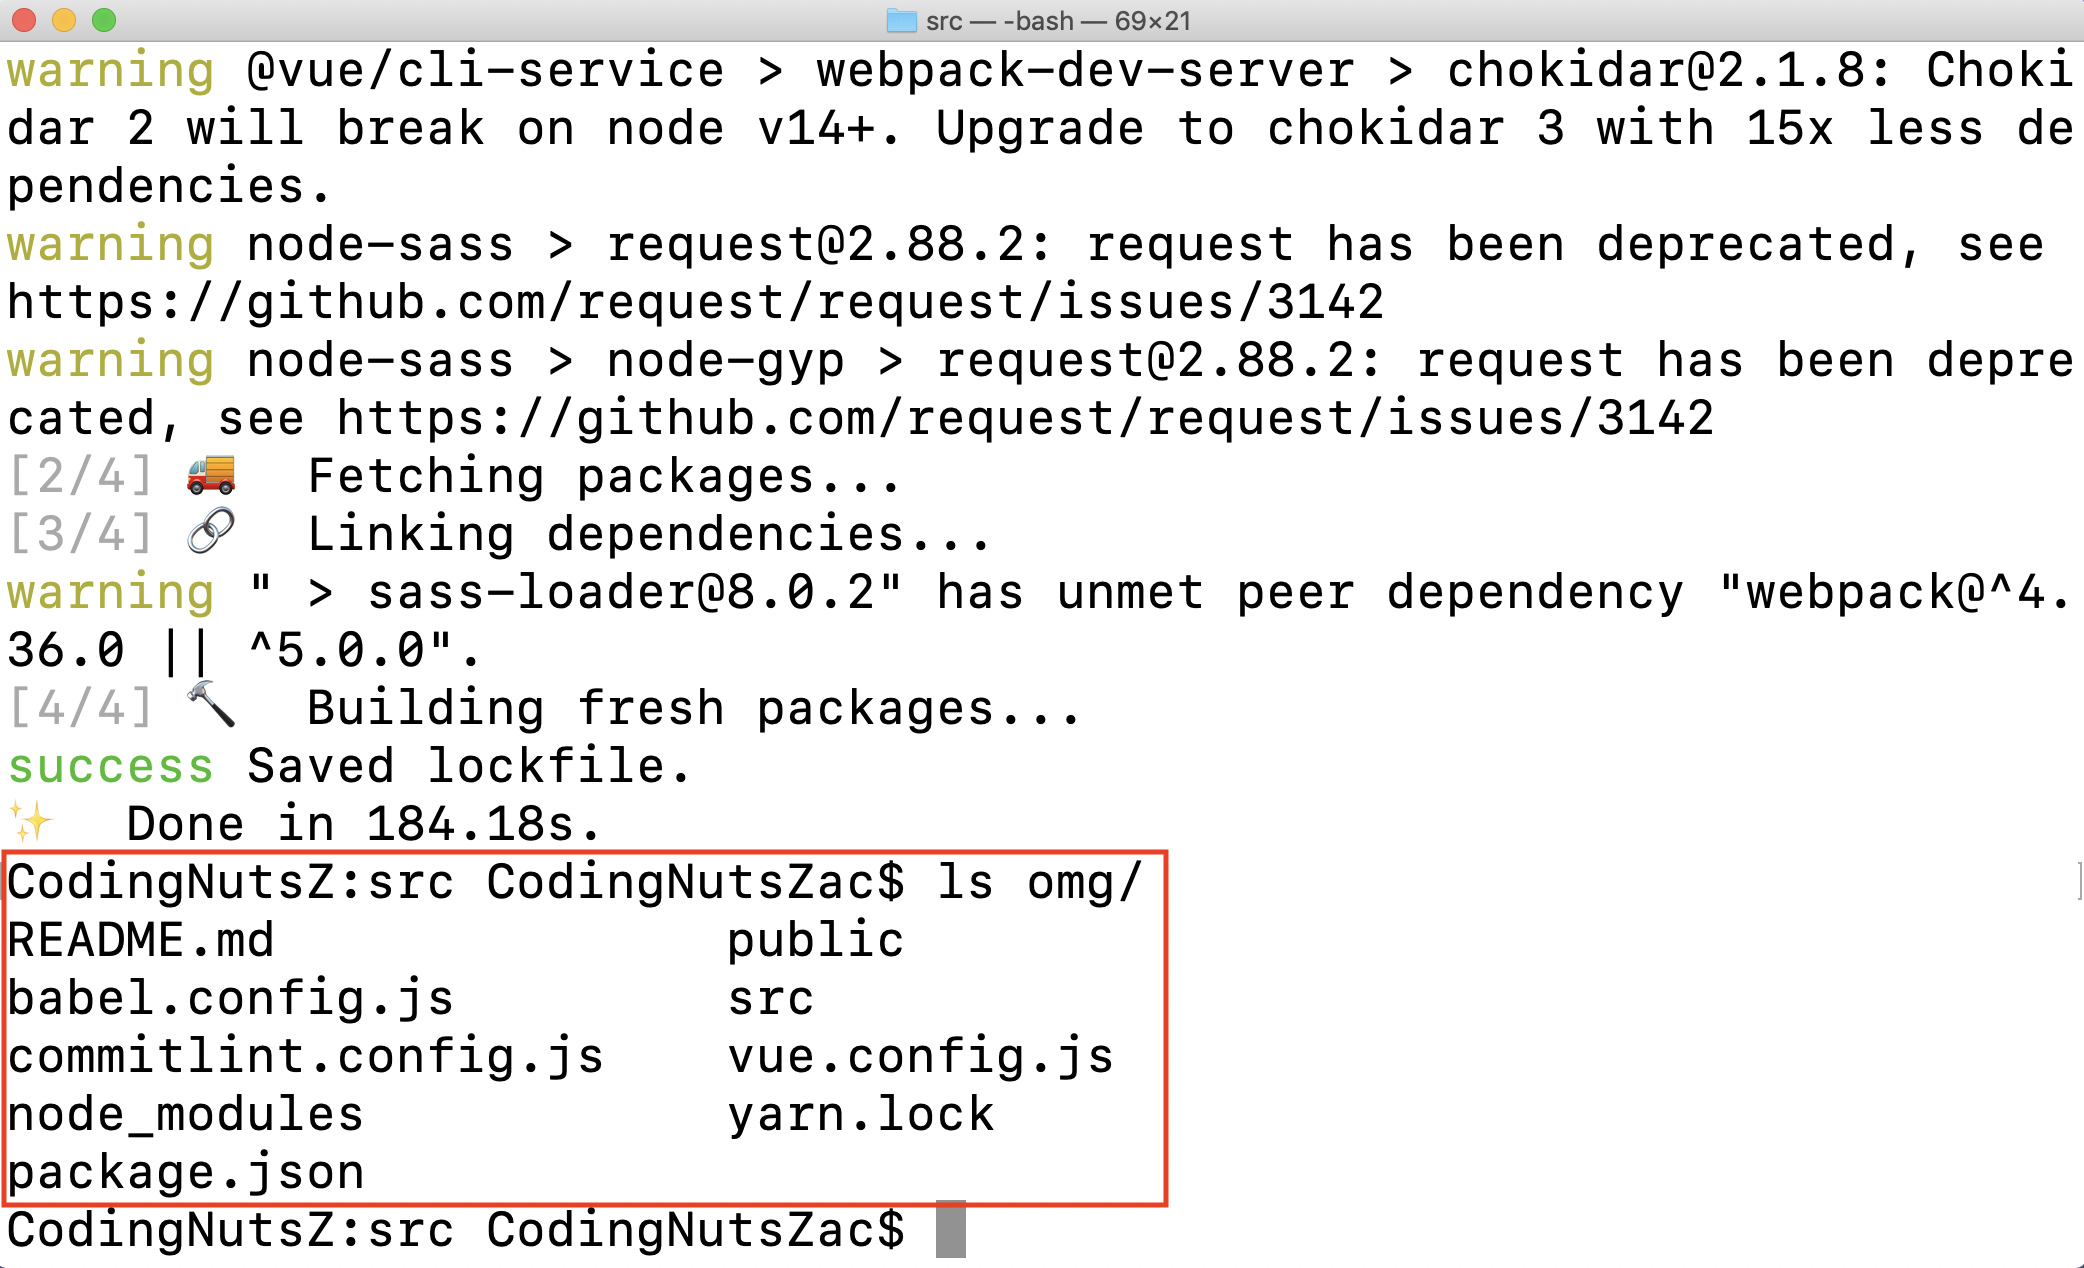 src — -bash — 69×21
warning @vue/cli-service > webpack-dev-server > chokidar@2.1.8: Choki
dar 2 will break on node v14+. Upgrade to chokidar 3 with 15x less de
pendencies.
warning node-sass > request@2.88.2: request has been deprecated, see
https://github.com/request/request/issues/3142
warning node-sass > node-gyp > request@2.88.2: request has been depre
cated, see https://github.com/request/request/issues/3142
[2/4] 🚚  Fetching packages...
[3/4] 🔗  Linking dependencies...
warning " > sass-loader@8.0.2" has unmet peer dependency "webpack@^4.
36.0 || ^5.0.0".
[4/4] 🔨  Building fresh packages...
success Saved lockfile.
✨  Done in 184.18s.
CodingNutsZ:src CodingNutsZac$ ls omg/
README.md               public
babel.config.js         src
commitlint.config.js    vue.config.js
node_modules            yarn.lock
package.json
CodingNutsZ:src CodingNutsZac$